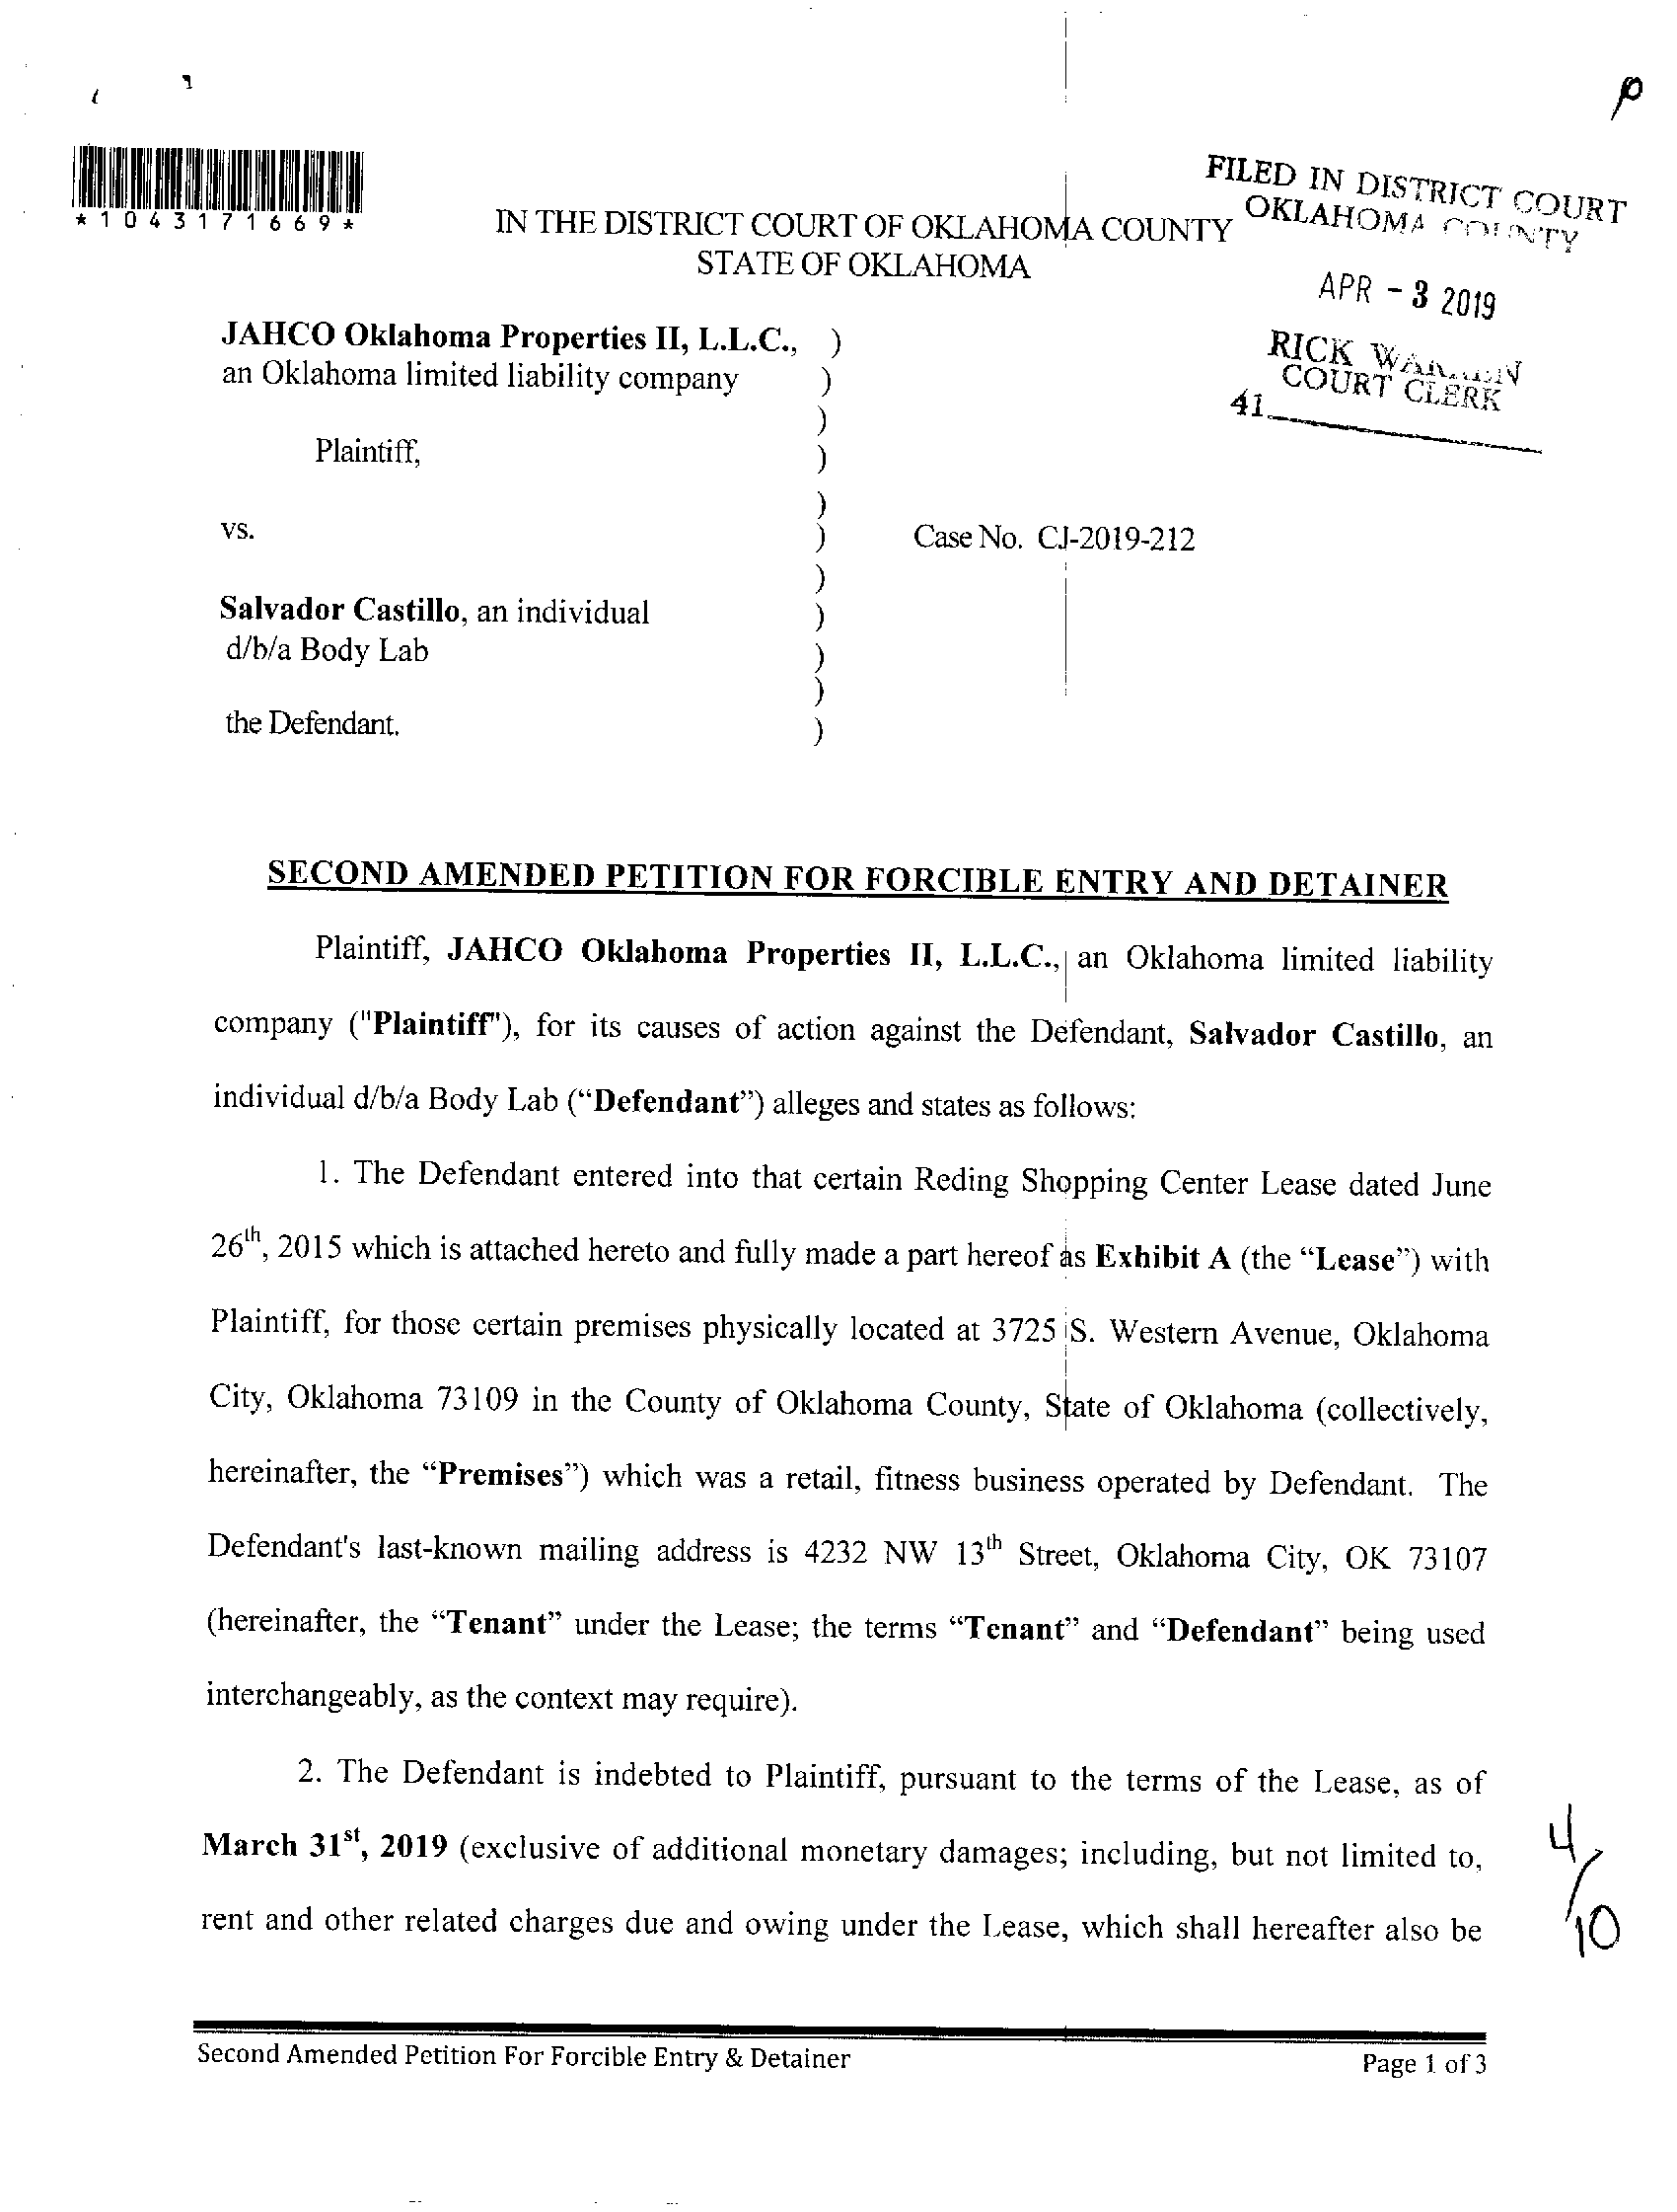 p
*1043171669*
FILED IN DISTRICT COURT
OKLAHOMA COUNTY
IN THE DISTRICT COURT OF OKLAHOMA COUNTY
STATE OF OKLAHOMA
APR - 3 2019
RICK
COURT CLERK
41
JAHCO Oklahoma Properties II, L.L.C., )
an Oklahoma limited liability company )
)
Plaintiff, )
)
vs. ) Case No. CJ-2019-212
)
Salvador Castillo, an individual )
d/b/a Body Lab )
)
the Defendant. )
SECOND AMENDED PETITION FOR FORCIBLE ENTRY AND DETAINER
Plaintiff, JAHCO Oklahoma Properties II, L.L.C., an Oklahoma limited liability
company ("Plaintiff"), for its causes of action against the Defendant, Salvador Castillo, an
individual d/b/a Body Lab (“Defendant”) alleges and states as follows:
1. The Defendant entered into that certain Reding Shopping Center Lease dated June
26th, 2015 which is attached hereto and fully made a part hereof as Exhibit A (the “Lease”) with
Plaintiff, for those certain premises physically located at 3725 S. Western Avenue, Oklahoma
City, Oklahoma 73109 in the County of Oklahoma County, State of Oklahoma (collectively,
hereinafter, the “Premises”) which was a retail, fitness business operated by Defendant. The
Defendant's last-known mailing address is 4232 NW 13th Street, Oklahoma City, OK 73107
(hereinafter, the “Tenant” under the Lease; the terms “Tenant” and “Defendant” being used
interchangeably, as the context may require).
2. The Defendant is indebted to Plaintiff, pursuant to the terms of the Lease, as of
March 31st, 2019 (exclusive of additional monetary damages; including, but not limited to,
rent and other related charges due and owing under the Lease, which shall hereafter also be
4/10
Second Amended Petition For Forcible Entry & Detainer Page 1 of 3